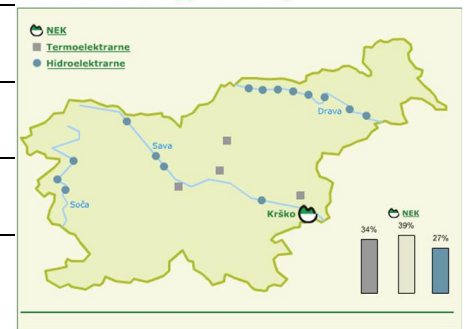 NEK
Termoelektrarne
Hidroelektrarne
Drava
Sava
Soča
Krško
NEK
34%
39%
27%